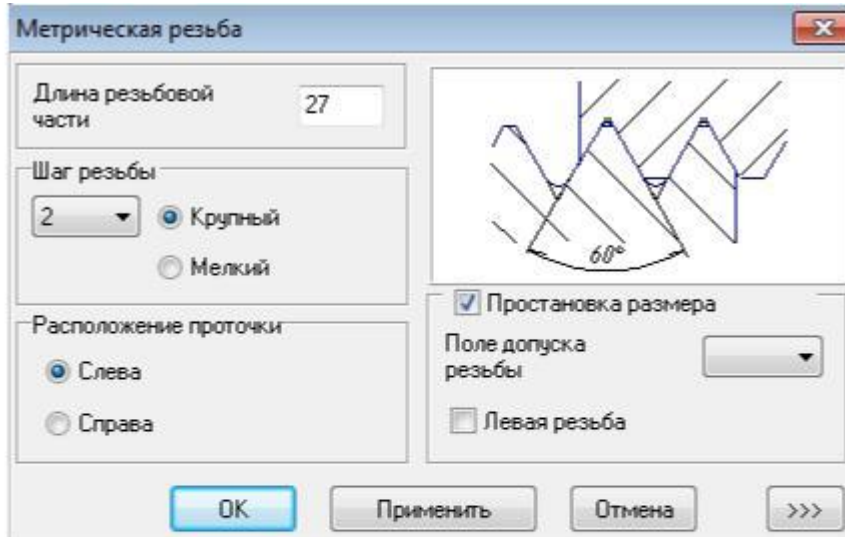 Метрическая резьба
Длина резьбовой
части
27
Шаг резьбы
2
Крупный
Мелкий
Расположение проточки
Слева
Справа
60°
Простановка размера
Поле допуска
резьбы
Левая резьба
OK
Применить
Отмена
>>>